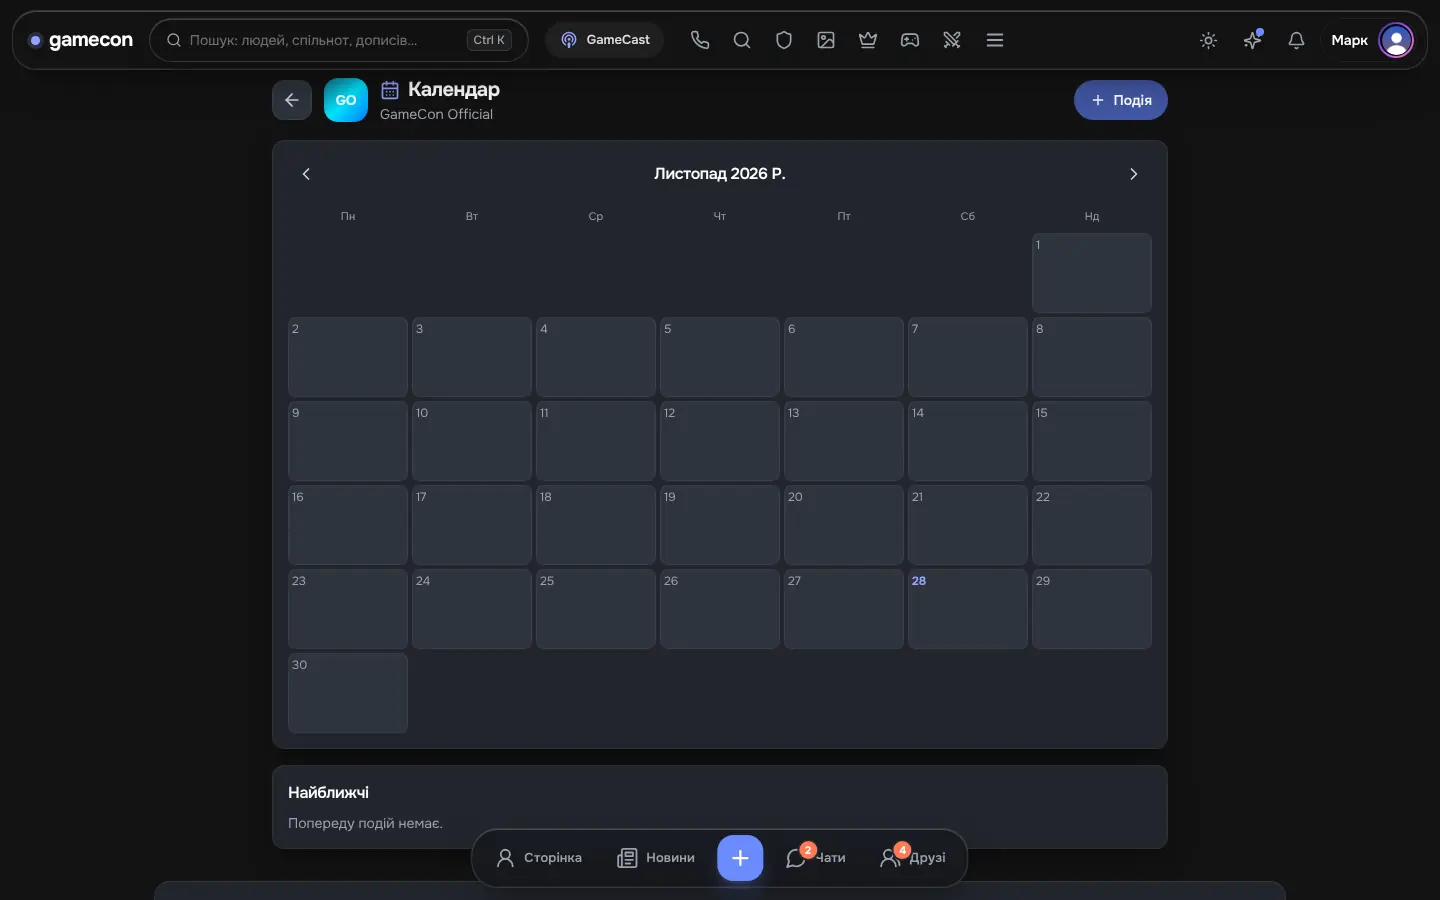 gamecon
Пошук: людей, спільнот, дописів...
Ctrl K
GameCast
Марк
GO
Календар
GameCon Official
Подія
Листопад 2026 Р.
Пн Вт Ср Чт Пт Сб Нд
1
2 3 4 5 6 7 8
9 10 11 12 13 14 15
16 17 18 19 20 21 22
23 24 25 26 27 28 29
30
Найближчі
Попереду подій немає.
Сторінка
Новини
2
Чати
4
Друзі